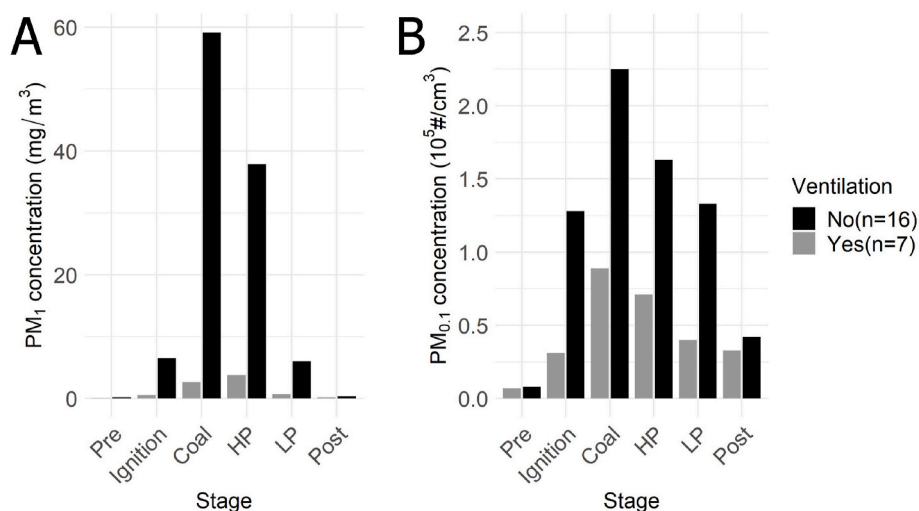 A
PM₁ concentration (mg/m³)
60
40
20
0
Pre
Ignition
Coal
HP
LP
Post
Stage
B
PM₀.₁ concentration (10⁵#/cm³)
2.5
2.0
1.5
1.0
0.5
0.0
Pre
Ignition
Coal
HP
LP
Post
Stage
Ventilation
No(n=16)
Yes(n=7)